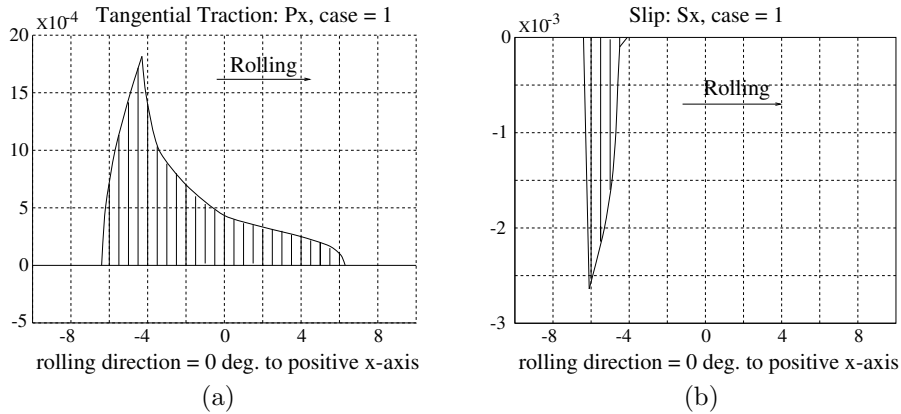 Tangential Traction: Px, case = 1
X10⁻⁴
20
15
10
5
0
-5
Rolling
-8 -4 0 4 8
rolling direction = 0 deg. to positive x-axis
(a)
Slip: Sx, case = 1
X10⁻³
0
-1
-2
-3
Rolling
-8 -4 0 4 8
rolling direction = 0 deg. to positive x-axis
(b)